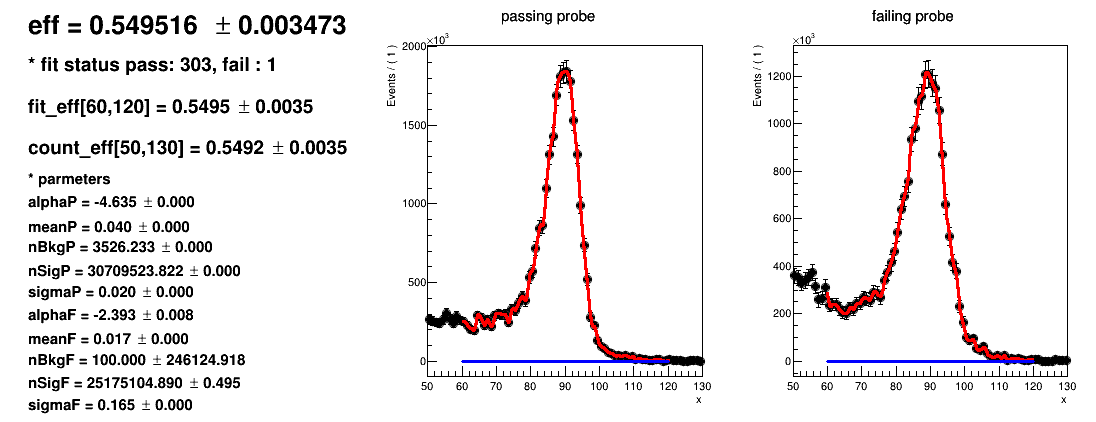 eff = 0.549516 ± 0.003473
* fit status pass: 303, fail : 1
fit_eff[60,120] = 0.5495 ± 0.0035
count_eff[50,130] = 0.5492 ± 0.0035
* parmeters
alphaP = -4.635 ± 0.000
meanP = 0.040 ± 0.000
nBkgP = 3526.233 ± 0.000
nSigP = 30709523.822 ± 0.000
sigmaP = 0.020 ± 0.000
alphaF = -2.393 ± 0.008
meanF = 0.017 ± 0.000
nBkgF = 100.000 ± 246124.918
nSigF = 25175104.890 ± 0.495
sigmaF = 0.165 ± 0.000
passing probe
×10³
Events / ( 1 )
2000
1500
1000
500
0
50 60 70 80 90 100 110 120 130
x
failing probe
×10³
Events / ( 1 )
1200
1000
800
600
400
200
0
50 60 70 80 90 100 110 120 130
x